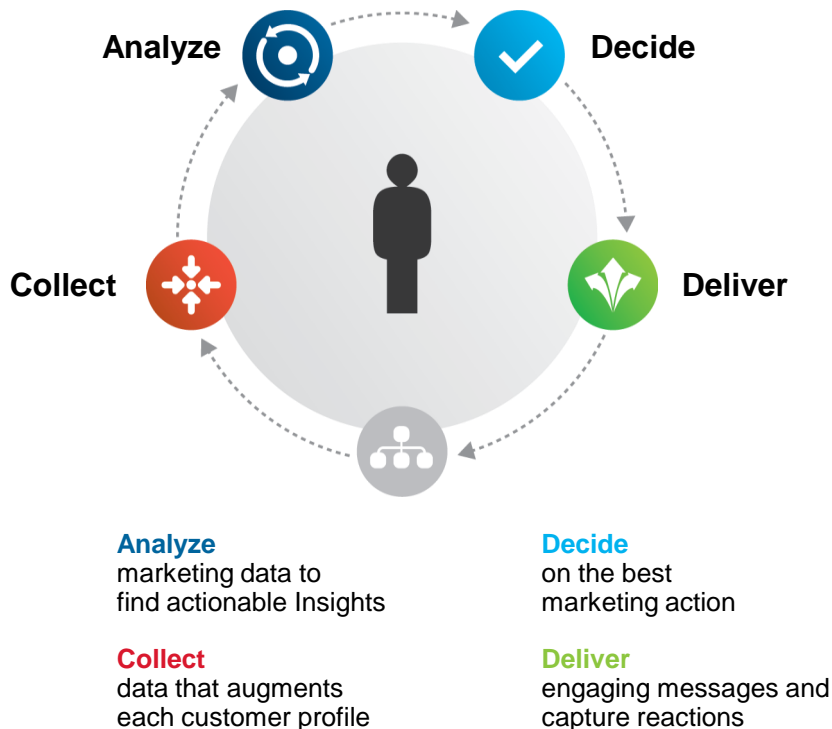 Analyze
Decide
Collect
Deliver
Analyze
marketing data to
find actionable Insights
Decide
on the best
marketing action
Collect
data that augments
each customer profile
Deliver
engaging messages and
capture reactions